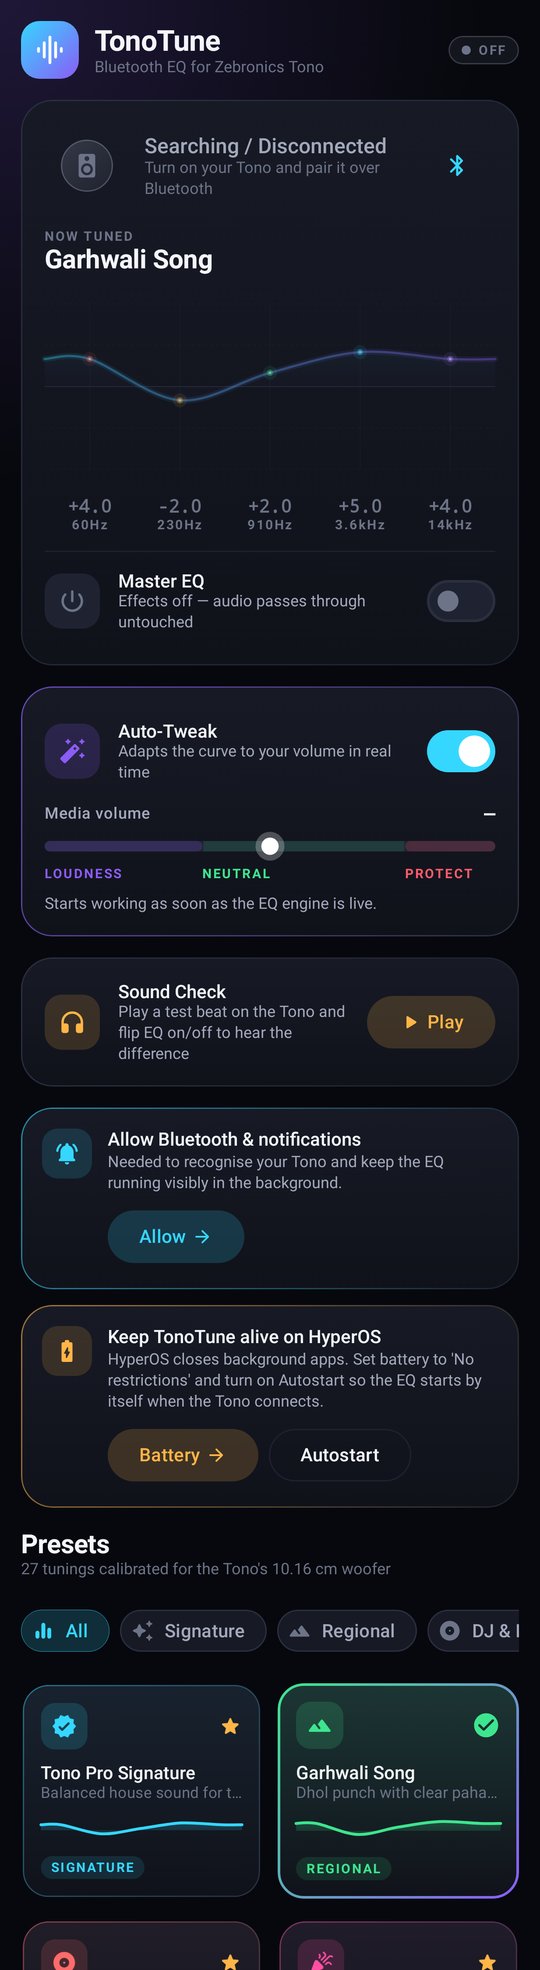 TonoTune
Bluetooth EQ for Zebronics Tono
OFF
Searching / Disconnected
Turn on your Tono and pair it over
Bluetooth
NOW TUNED
Garhwali Song
+4.0 -2.0 +2.0 +5.0 +4.0
60Hz 230Hz 910Hz 3.6kHz 14kHz
Master EQ
Effects off — audio passes through
untouched
Auto-Tweak
Adapts the curve to your volume in real
time
Media volume –
LOUDNESS NEUTRAL PROTECT
Starts working as soon as the EQ engine is live.
Sound Check
Play a test beat on the Tono and
flip EQ on/off to hear the
difference
Play
Allow Bluetooth & notifications
Needed to recognise your Tono and keep the EQ
running visibly in the background.
Allow →
Keep TonoTune alive on HyperOS
HyperOS closes background apps. Set battery to 'No
restrictions' and turn on Autostart so the EQ starts by
itself when the Tono connects.
Battery → Autostart
Presets
27 tunings calibrated for the Tono's 10.16 cm woofer
All Signature Regional DJ &
Tono Pro Signature
Balanced house sound for t...
SIGNATURE
Garhwali Song
Dhol punch with clear paha...
REGIONAL